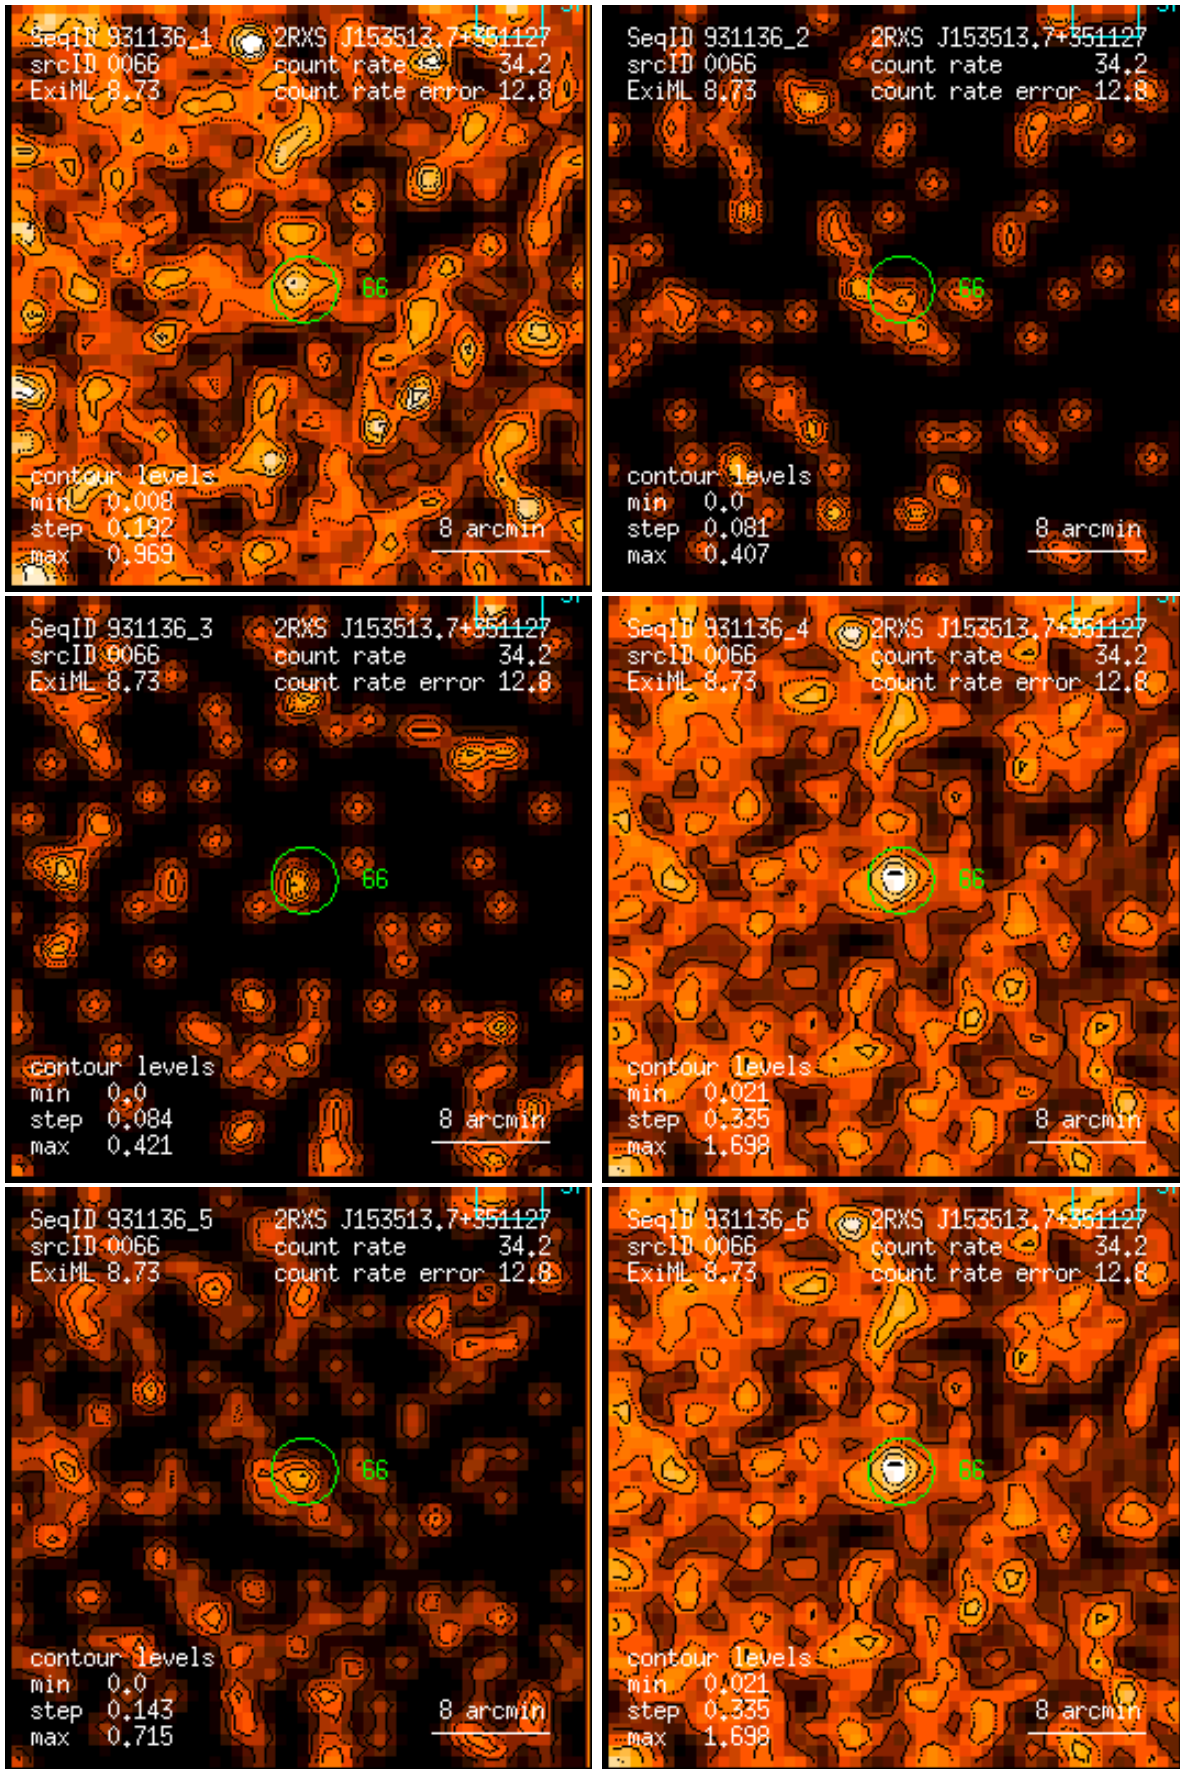 SeqID 931136_1 2RXS J153513.7+351127
srcID 0066 count rate 34.2
ExiML 8.73 count rate error 12.8
66
contour levels
min 0.008
step 0.192 8 arcmin
max 0.969
SeqID 931136_2 2RXS J153513.7+351127
srcID 0066 count rate 34.2
ExiML 8.73 count rate error 12.8
66
contour levels
min 0.0
step 0.081 8 arcmin
max 0.407
SeqID 931136_3 2RXS J153513.7+351127
srcID 0066 count rate 34.2
ExiML 8.73 count rate error 12.8
66
contour levels
min 0.0
step 0.084 8 arcmin
max 0.421
SeqID 931136_4 2RXS J153513.7+351127
srcID 0066 count rate 34.2
ExiML 8.73 count rate error 12.8
66
contour levels
min 0.021
step 0.335 8 arcmin
max 1.698
SeqID 931136_5 2RXS J153513.7+351127
srcID 0066 count rate 34.2
ExiML 8.73 count rate error 12.8
66
contour levels
min 0.0
step 0.143 8 arcmin
max 0.715
SeqID 931136_6 2RXS J153513.7+351127
srcID 0066 count rate 34.2
ExiML 8.73 count rate error 12.8
66
contour levels
min 0.021
step 0.335 8 arcmin
max 1.698